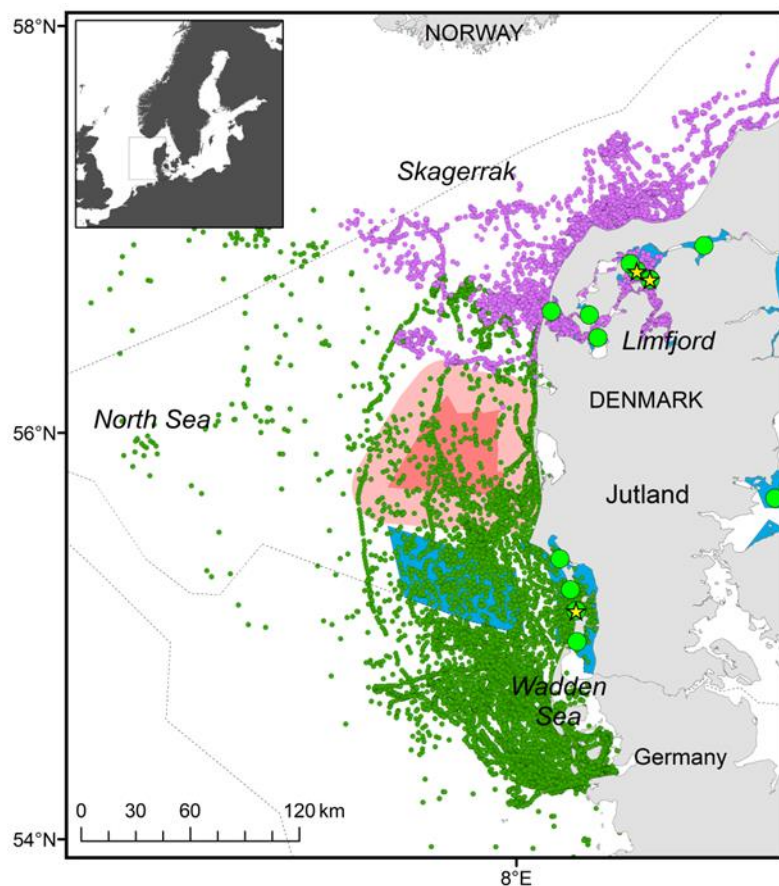 58°N
NORWAY
Skagerrak
Limfjord
DENMARK
North Sea
56°N
Jutland
Wadden
Sea
Germany
0 30 60 120 km
54°N
8°E